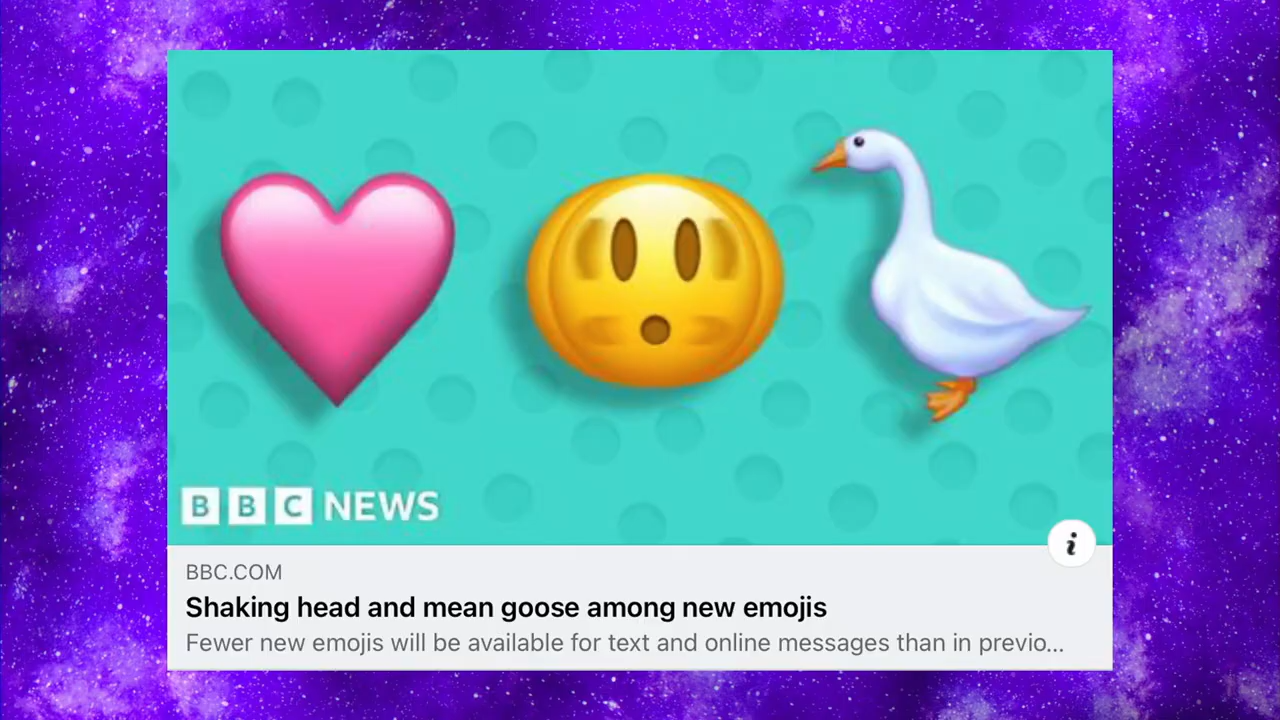 BBC NEWS
i
BBC.COM
Shaking head and mean goose among new emojis
Fewer new emojis will be available for text and online messages than in previo...